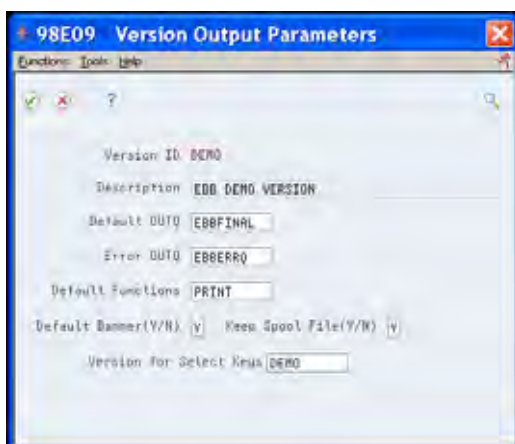 98E09 Version Output Parameters
Functions Tools Help
?
Version ID DEMO
Description EBB DEMO VERSION
Default OUTQ EBBFINAL
Error OUTQ EBBERRQ
Default Functions PRINT
Default Banner(Y/N) Y Keep Spool File(Y/N) Y
Version for Select Keys DEMO